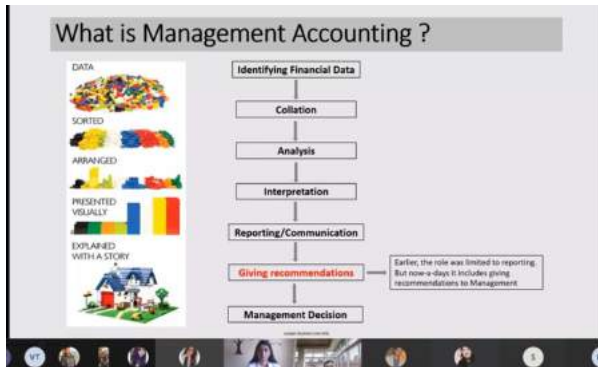 What is Management Accounting ?
DATA
SORTED
ARRANGED
PRESENTED
VISUALLY
EXPLAINED
WITH A STORY
Identifying Financial Data
Collation
Analysis
Interpretation
Reporting/Communication
Giving recommendations
Earlier, the role was limited to reporting.
But now-a-days it includes giving
recommendations to Management
Management Decision
VT
S